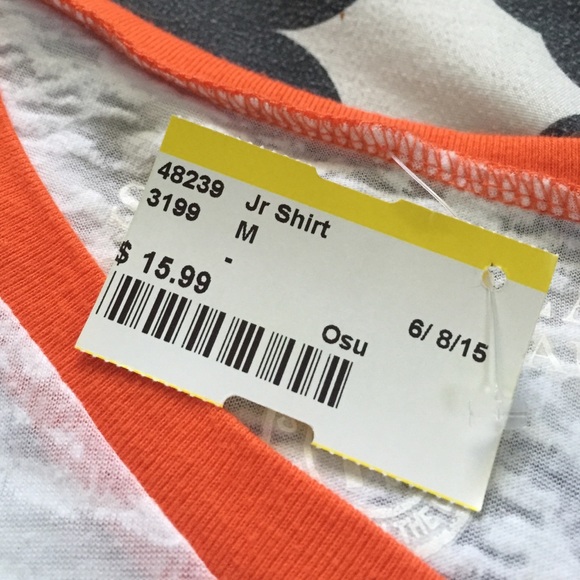 48239 Jr Shirt
3199 M
-
$ 15.99
Osu 6/ 8/15